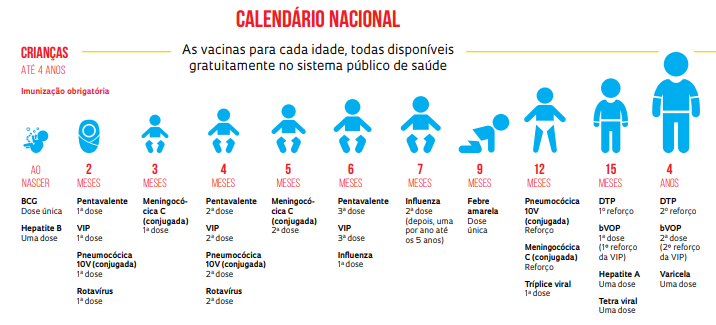 CALENDÁRIO NACIONAL
CRIANÇAS
ATÉ 4 ANOS
As vacinas para cada idade, todas disponíveis
gratuitamente no sistema público de saúde
Imunização obrigatória
AO
NASCER
BCG
Dose única
Hepatite B
Uma dose
2
MESES
Pentavalente
1ª dose
VIP
1ª dose
Pneumocócica
10V (conjugada)
1ª dose
Rotavírus
1ª dose
3
MESES
Meningocó-
cica C
(conjugada)
1ª dose
4
MESES
Pentavalente
2ª dose
VIP
2ª dose
Pneumocócica
10V (conjugada)
2ª dose
Rotavírus
2ª dose
5
MESES
Meningocó-
cica C
(conjugada)
2ª dose
6
MESES
Pentavalente
3ª dose
VIP
3ª dose
Influenza
1ª dose
7
MESES
Influenza
2ª dose
(depois, uma
por ano até
os 5 anos)
9
MESES
Febre
amarela
Dose
única
12
MESES
Pneumocócica
10V
(conjugada)
Reforço
Meningocócica
C (conjugada)
Reforço
Tríplice viral
1ª dose
15
MESES
DTP
1º reforço
bVOP
1ª dose
(1º reforço
da VIP)
Hepatite A
Uma dose
Tetra viral
Uma dose
4
ANOS
DTP
2º reforço
bVOP
2ª dose
(2º reforço
da VIP)
Varicela
Uma dose